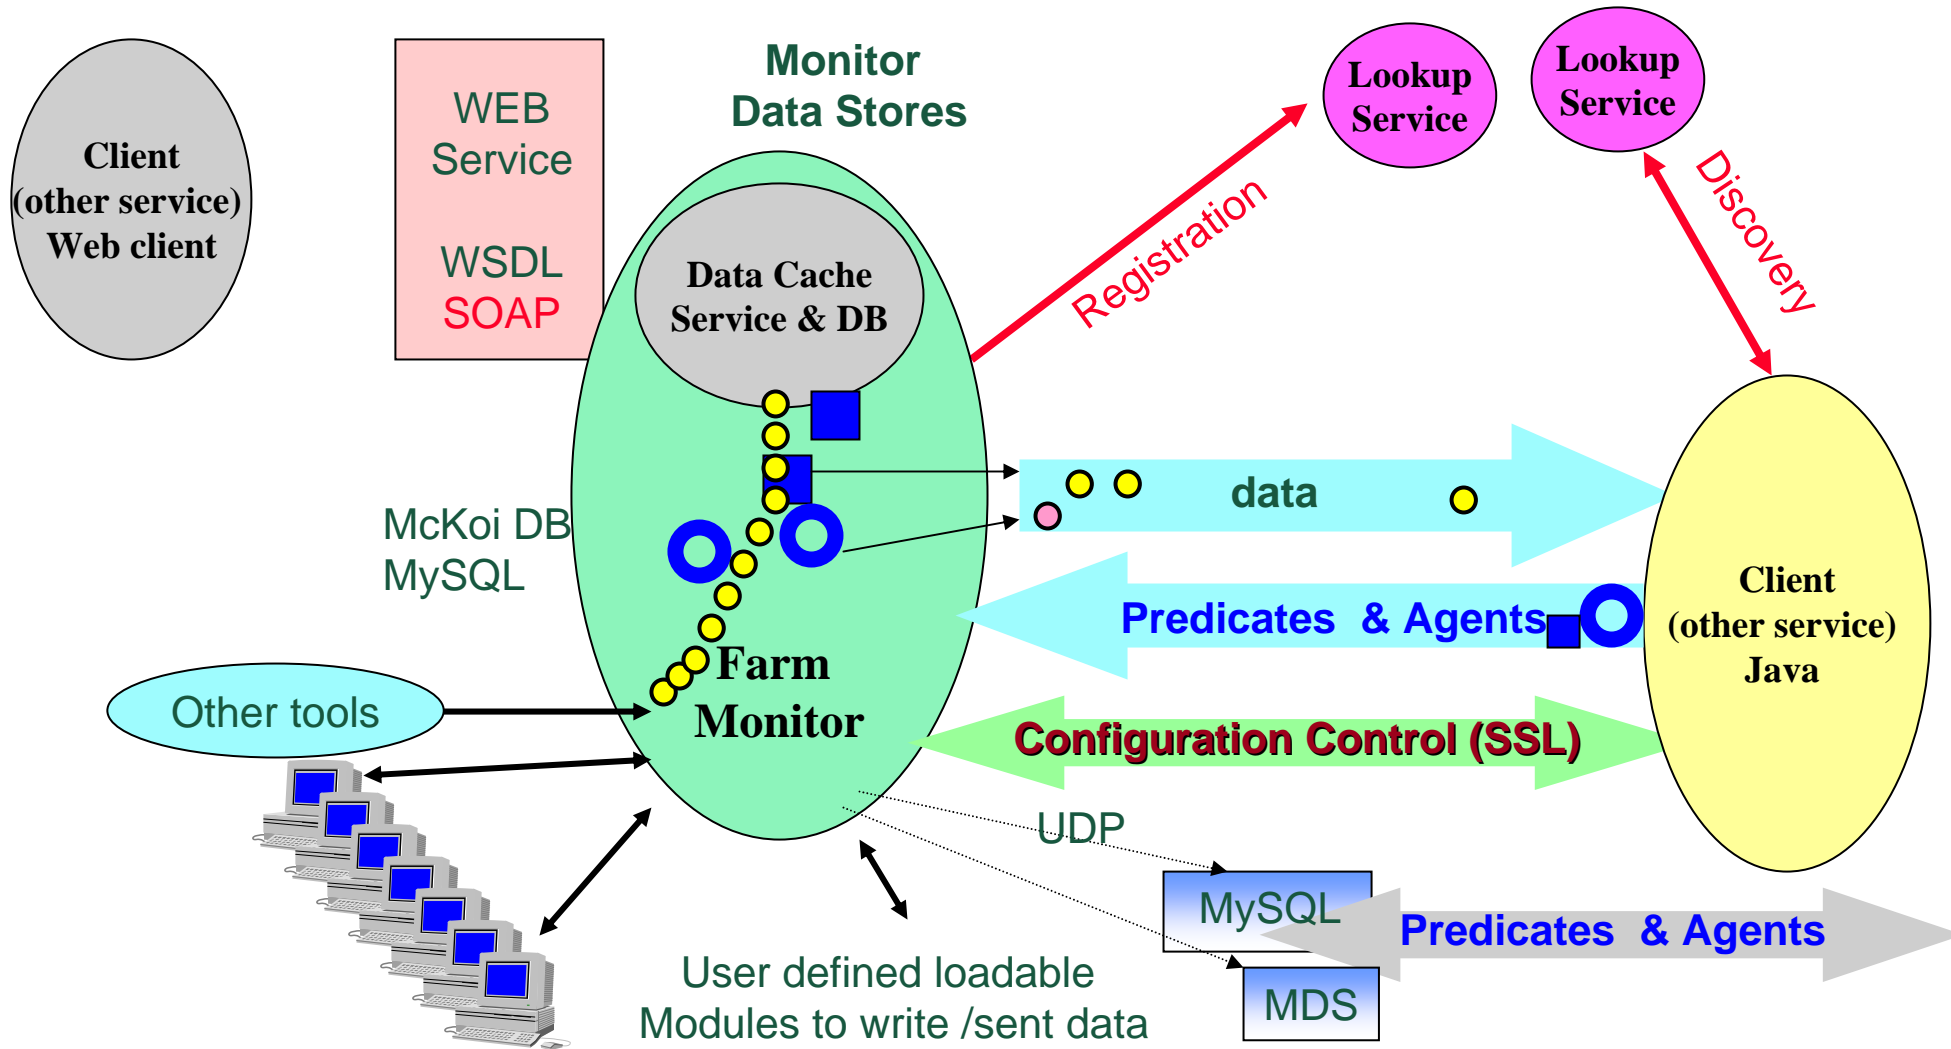 Client
(other service)
Web client
WEB
Service
WSDL
SOAP
Monitor
Data Stores
Data Cache
Service & DB
Lookup
Service
Lookup
Service
Registration
Discovery
McKoi DB
MySQL
data
Predicates & Agents
Client
(other service)
Java
Farm
Monitor
Other tools
Configuration Control (SSL)
UDP
MySQL
Predicates & Agents
MDS
User defined loadable
Modules to write /sent data